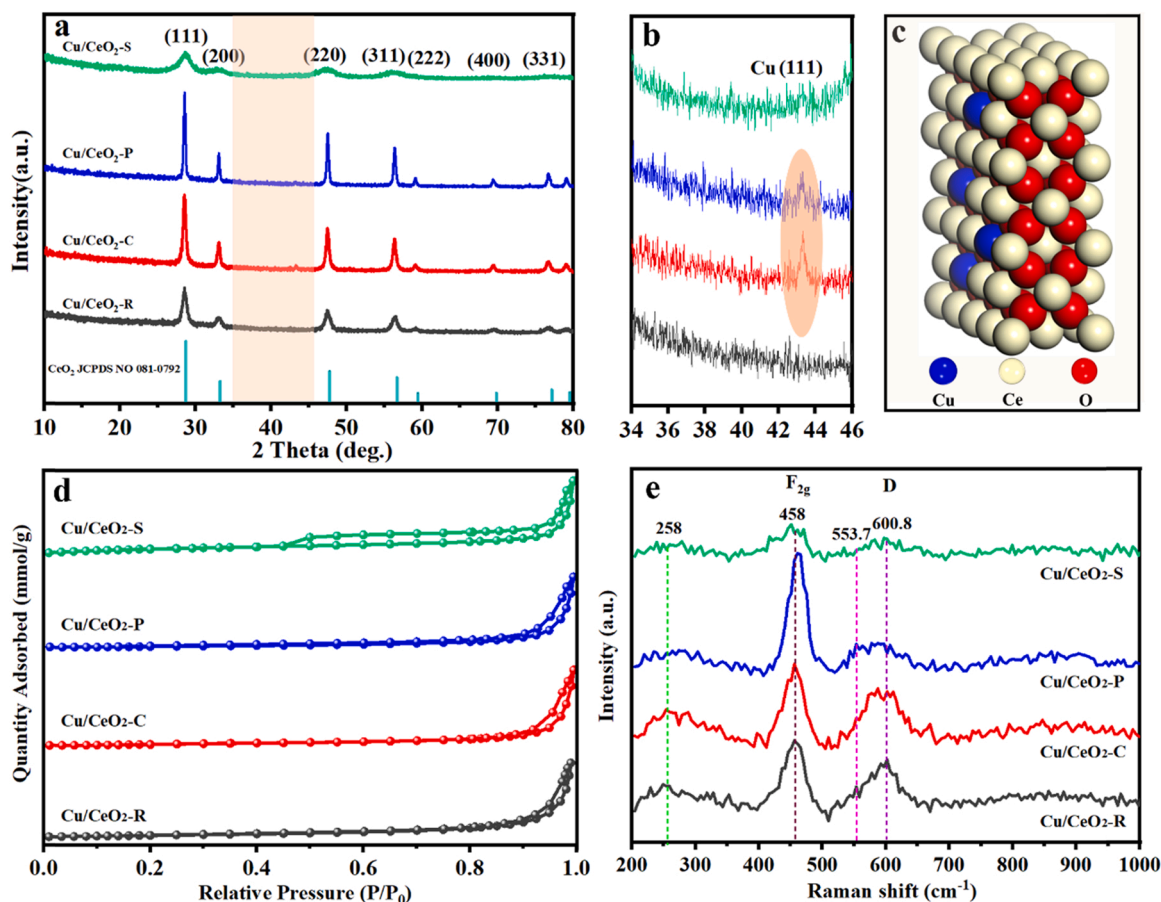 a
Cu/CeO₂-S
(111)
(200)
(220)
(311)
(222)
(400)
(331)
Cu/CeO₂-P
Cu/CeO₂-C
Cu/CeO₂-R
CeO₂ JCPDS NO 081-0792
Intensity(a.u.)
10 20 30 40 50 60 70 80
2 Theta (deg.)
b
Cu (111)
34 36 38 40 42 44 46
c
Cu Ce O
d
Cu/CeO₂-S
Cu/CeO₂-P
Cu/CeO₂-C
Cu/CeO₂-R
Quantity Adsorbed (mmol/g)
0.0 0.2 0.4 0.6 0.8 1.0
Relative Pressure (P/P₀)
e
F₂g
D
258
458
553.7
600.8
Cu/CeO₂-S
Cu/CeO₂-P
Cu/CeO₂-C
Cu/CeO₂-R
Intensity (a.u.)
200 300 400 500 600 700 800 900 1000
Raman shift (cm⁻¹)